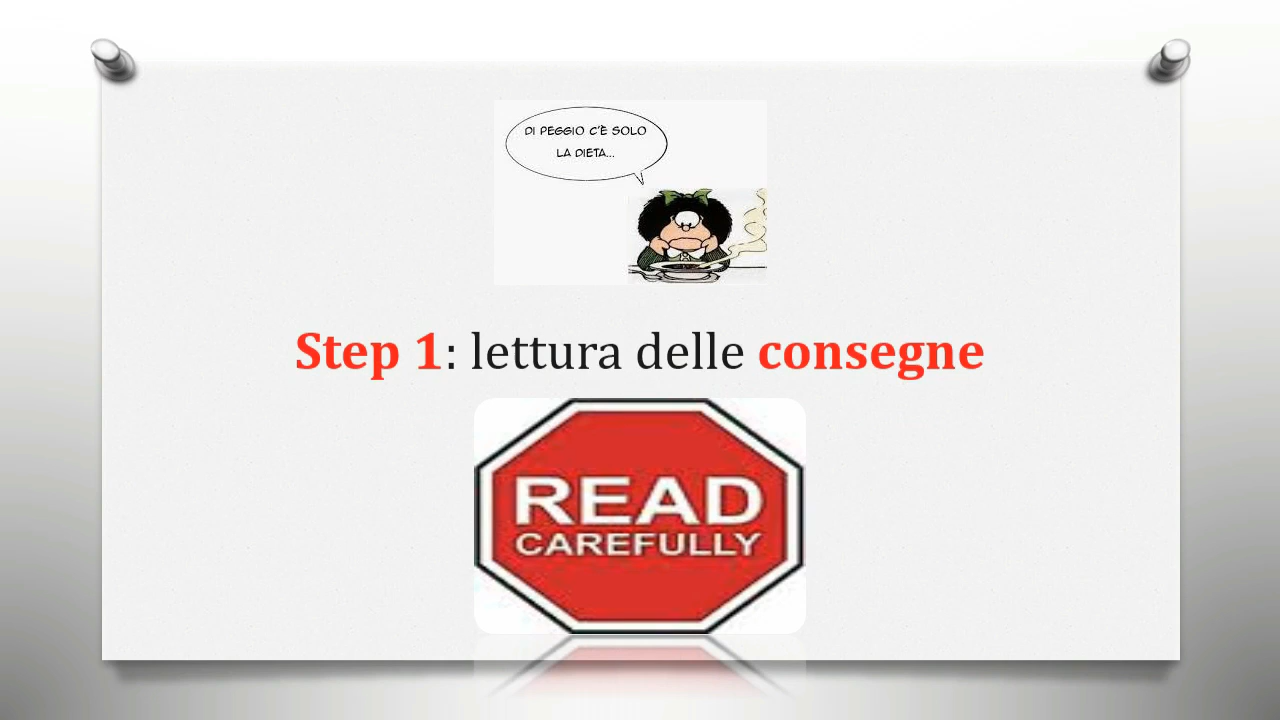 DI PEGGIO C'È SOLO
LA DIETA...
Step 1: lettura delle consegne
READ
CAREFULLY